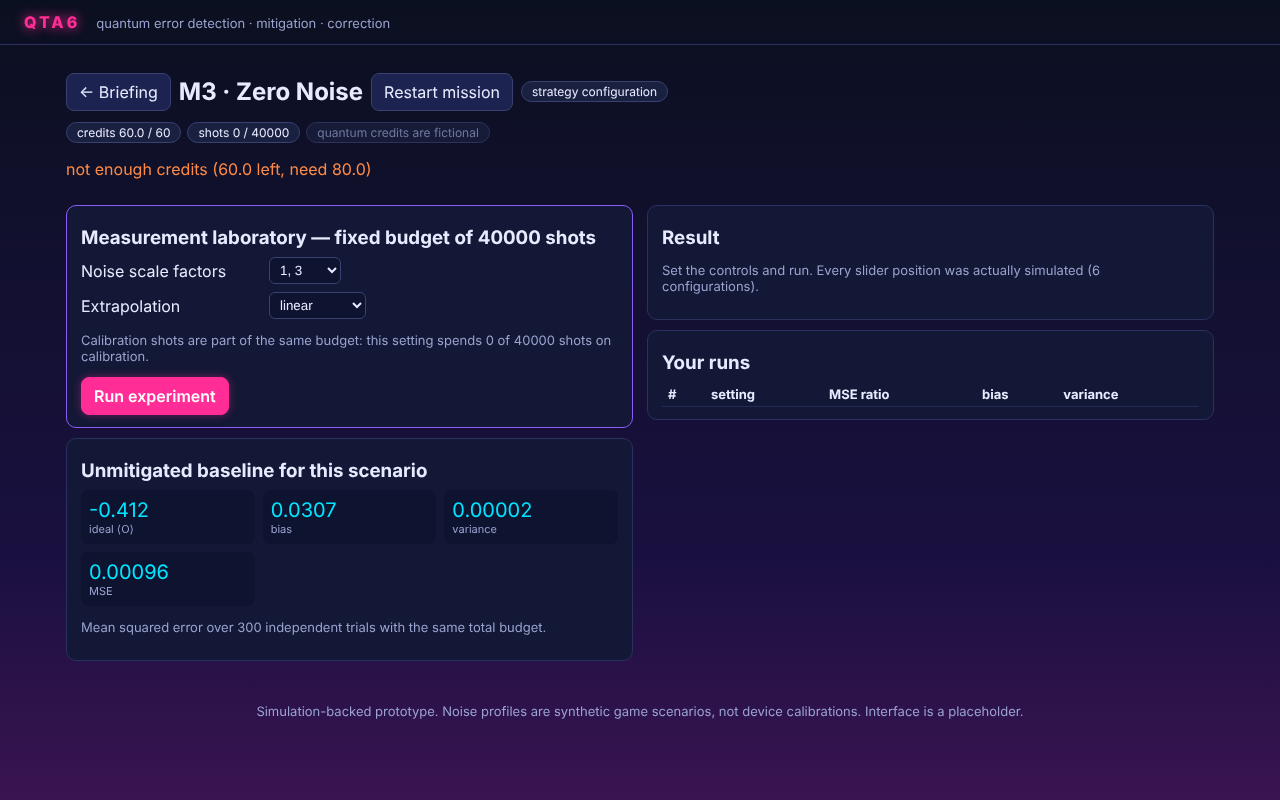 QTA6 quantum error detection · mitigation · correction
← Briefing M3 · Zero Noise Restart mission strategy configuration
credits 60.0 / 60 shots 0 / 40000 quantum credits are fictional
not enough credits (60.0 left, need 80.0)
Measurement laboratory — fixed budget of 40000 shots
Noise scale factors 1, 3
Extrapolation linear
Calibration shots are part of the same budget: this setting spends 0 of 40000 shots on
calibration.
Run experiment
Unmitigated baseline for this scenario
-0.412 0.0307 0.00002
ideal ⟨O⟩ bias variance
0.00096
MSE
Mean squared error over 300 independent trials with the same total budget.
Result
Set the controls and run. Every slider position was actually simulated (6
configurations).
Your runs
# setting MSE ratio bias variance
Simulation-backed prototype. Noise profiles are synthetic game scenarios, not device calibrations. Interface is a placeholder.